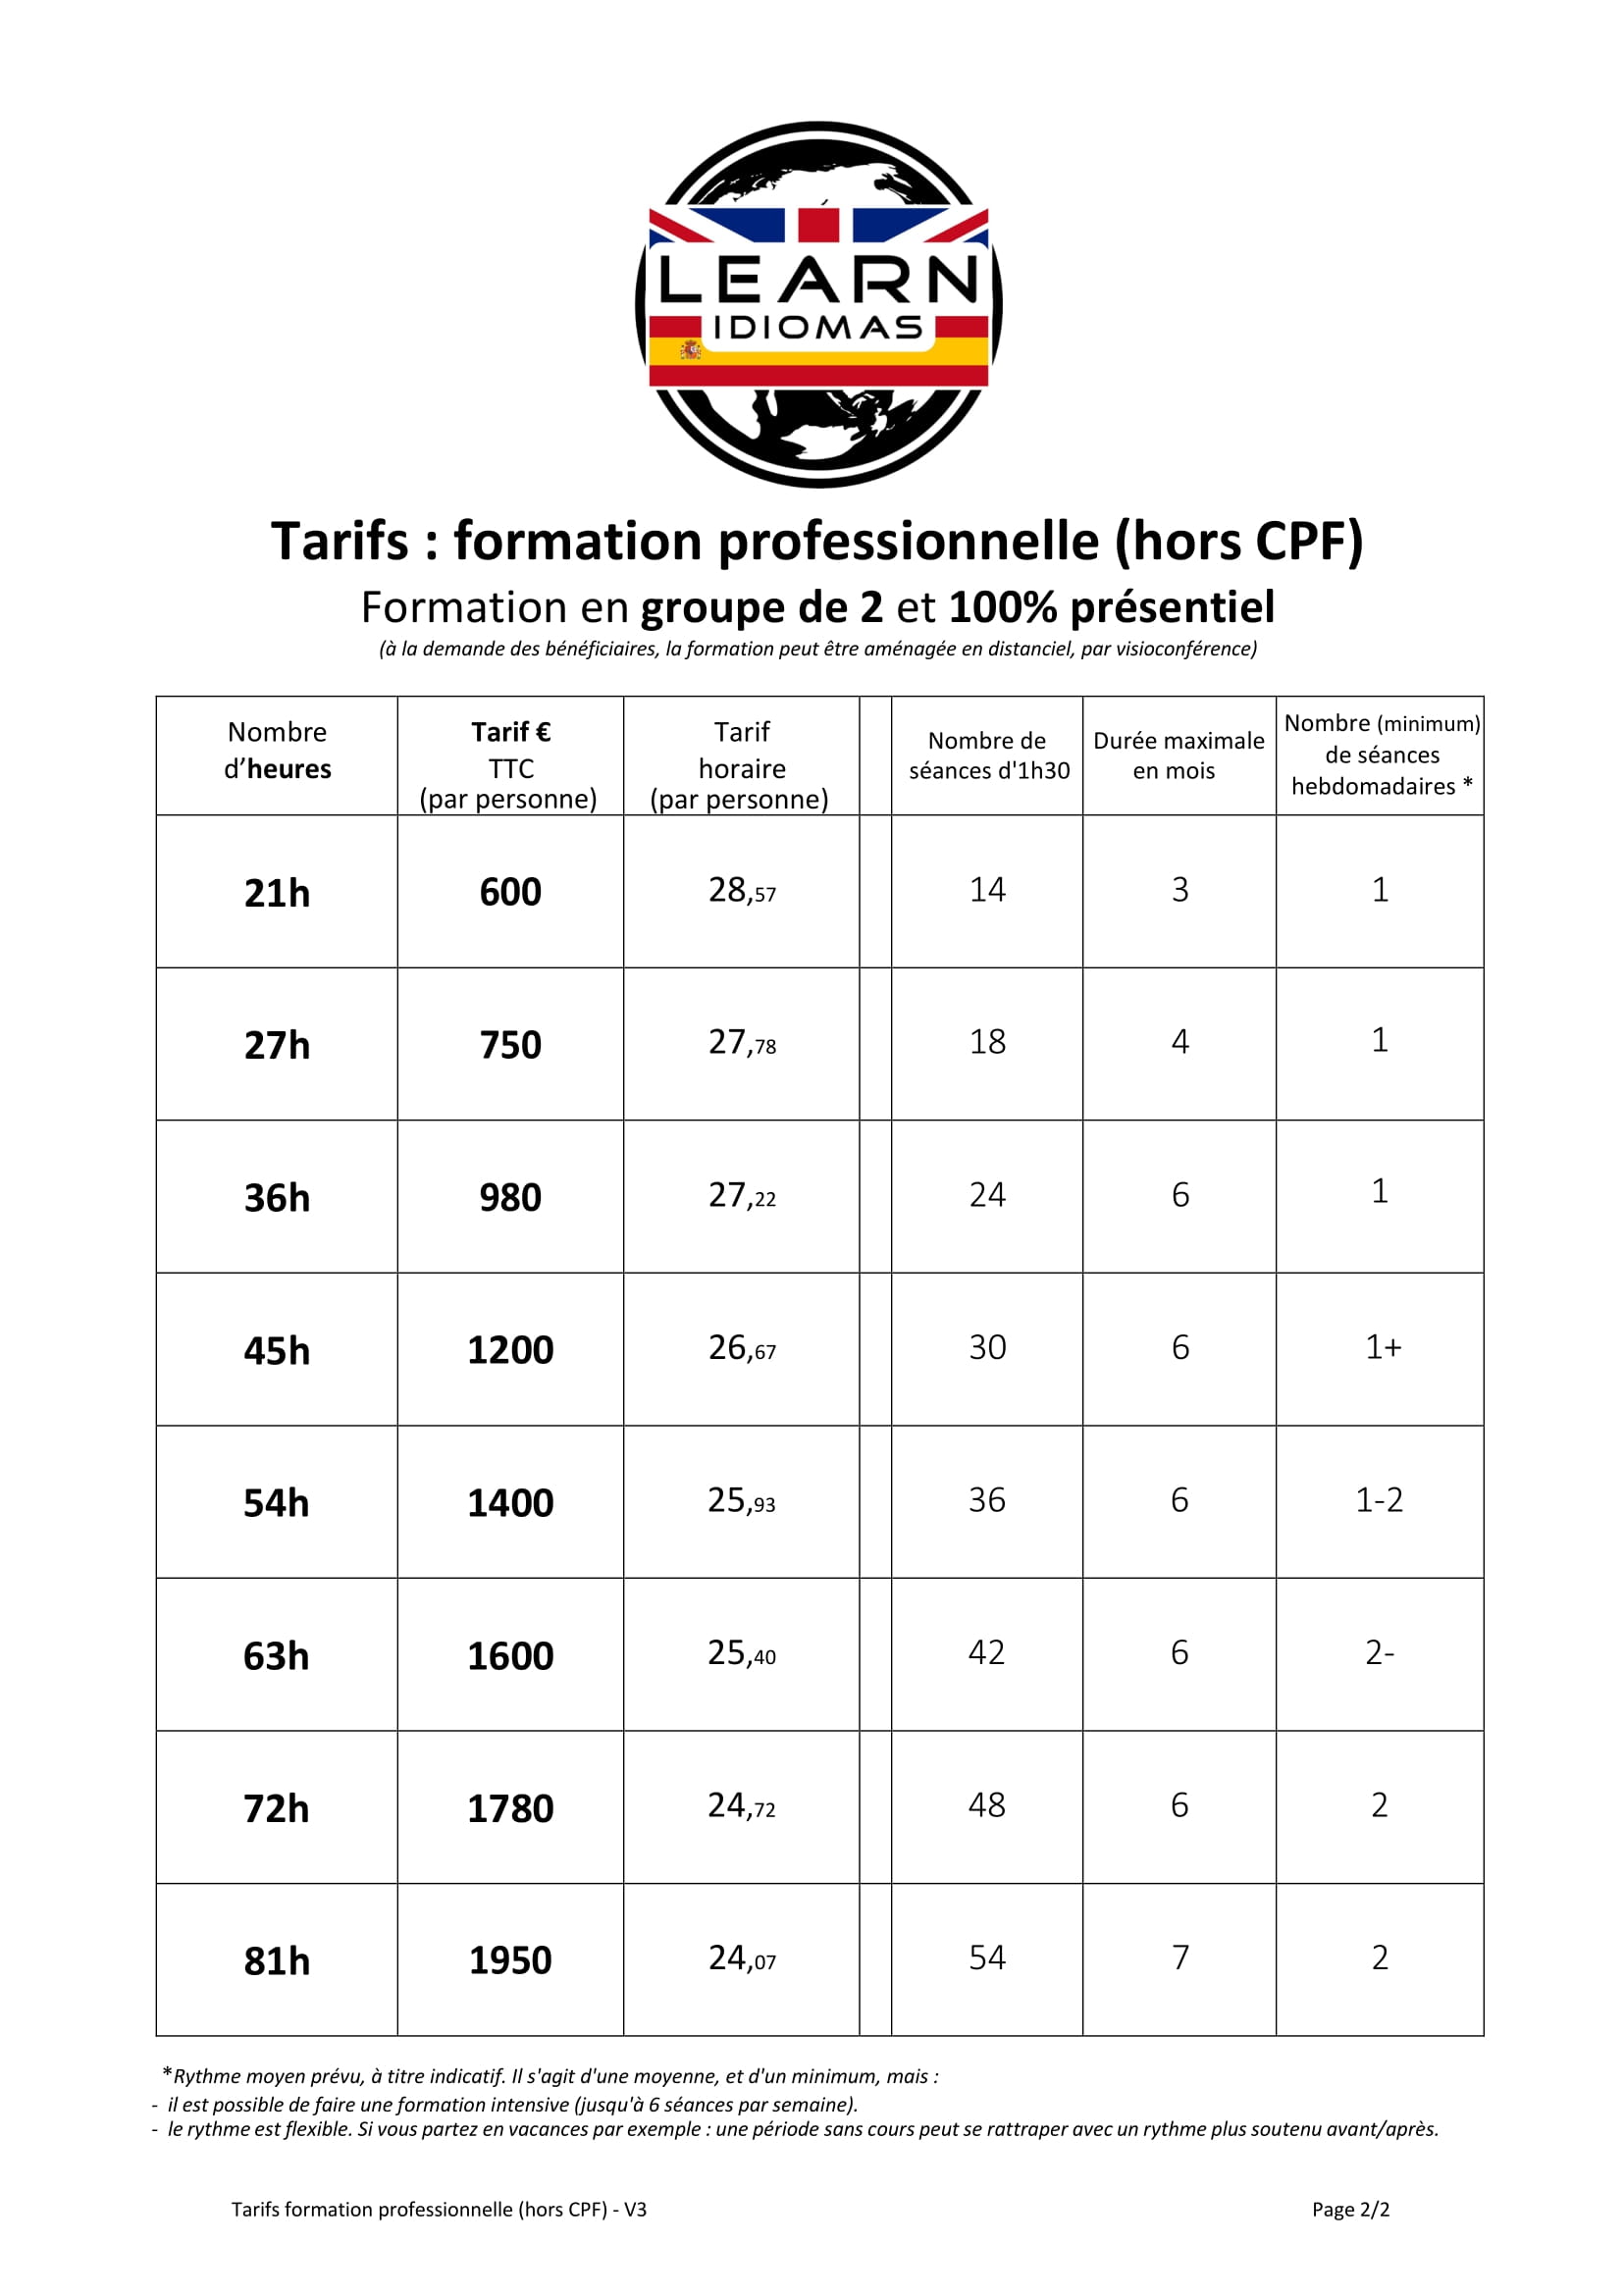 LEARN
IDIOMAS
Tarifs : formation professionnelle (hors CPF)
Formation en groupe de 2 et 100% présentiel
(à la demande des bénéficiaires, la formation peut être aménagée en distanciel, par visioconférence)
Nombre d’heures
Tarif € TTC (par personne)
Tarif horaire (par personne)
Nombre de séances d'1h30
Durée maximale en mois
Nombre (minimum) de séances hebdomadaires *
21h 600 28,57 14 3 1
27h 750 27,78 18 4 1
36h 980 27,22 24 6 1
45h 1200 26,67 30 6 1+
54h 1400 25,93 36 6 1-2
63h 1600 25,40 42 6 2-
72h 1780 24,72 48 6 2
81h 1950 24,07 54 7 2
*Rythme moyen prévu, à titre indicatif. Il s'agit d'une moyenne, et d'un minimum, mais :
- il est possible de faire une formation intensive (jusqu'à 6 séances par semaine).
- le rythme est flexible. Si vous partez en vacances par exemple : une période sans cours peut se rattraper avec un rythme plus soutenu avant/après.
Tarifs formation professionnelle (hors CPF) - V3 Page 2/2